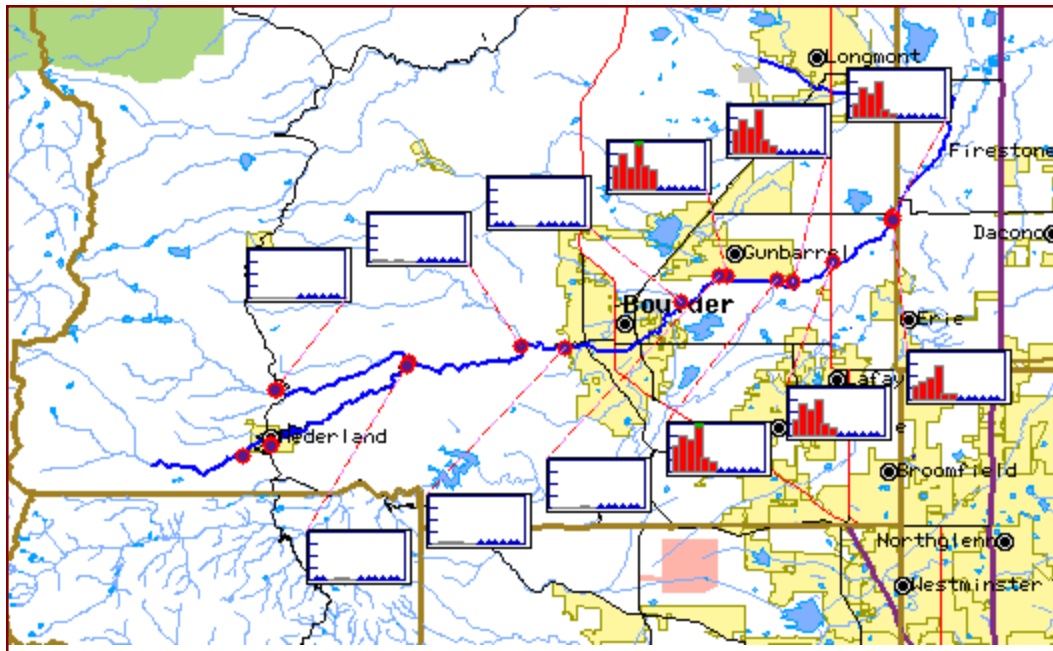 Longmont
Firestone
Dacono
Gunbarrel
Boulder
Erie
Lafay
Nederland
e
Broomfield
Northglenn
Westminster